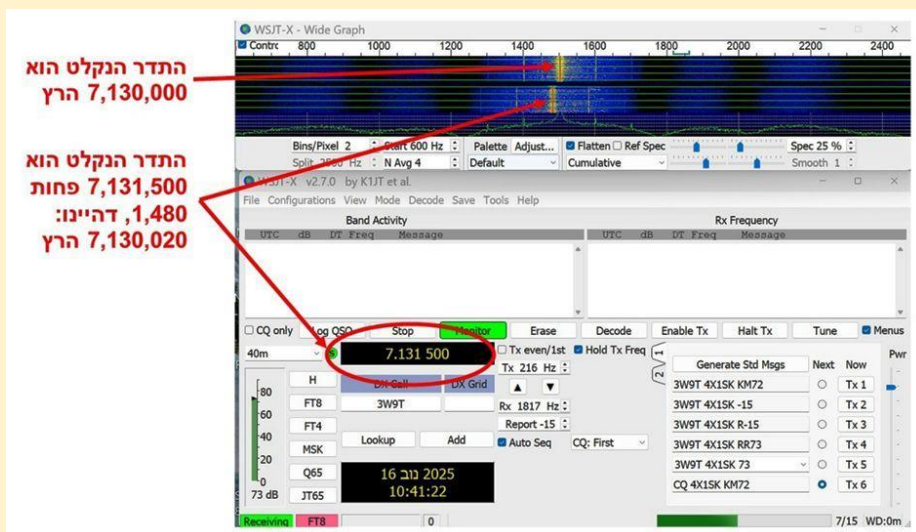 התדר הנקלט הוא
7,130,000 הרץ
התדר הנקלט הוא
7,131,500 פחות
1,480, דהיינו:
7,130,020 הרץ
WSJT-X - Wide Graph
Controls 800 1000 1200 1400 1600 1800 2000 2200 2400
Bins/Pixel 2 Start 600 Hz Palette Adjust... Flatten Ref Spec Spec 25 %
Split 2500 Hz N Avg 4 Default Cumulative Smooth 1
WSJT-X v2.7.0 by K1JT et al.
File Configurations View Mode Decode Save Tools Help
Band Activity Rx Frequency
UTC dB DT Freq Message UTC dB DT Freq Message
CQ only Log QSO Stop Monitor Erase Decode Enable Tx Halt Tx Tune Menus
40m S 7.131 500 Tx even/1st Hold Tx Freq 1 Pwr
Tx 216 Hz 2 Generate Std Msgs Next Now
H DX Call DX Grid ▲ ▼ 3W9T 4X1SK KM72 Tx 1
-80 FT8 3W9T Rx 1817 Hz 3W9T 4X1SK -15 Tx 2
-60 FT4 Report -15 3W9T 4X1SK R-15 Tx 3
-40 MSK Lookup Add Auto Seq CQ: First 3W9T 4X1SK RR73 Tx 4
-20 Q65 16 נוב 2025 3W9T 4X1SK 73 Tx 5
-0 JT65 10:41:22 CQ 4X1SK KM72 Tx 6
73 dB
Receiving FT8 0 7/15 WD:0m